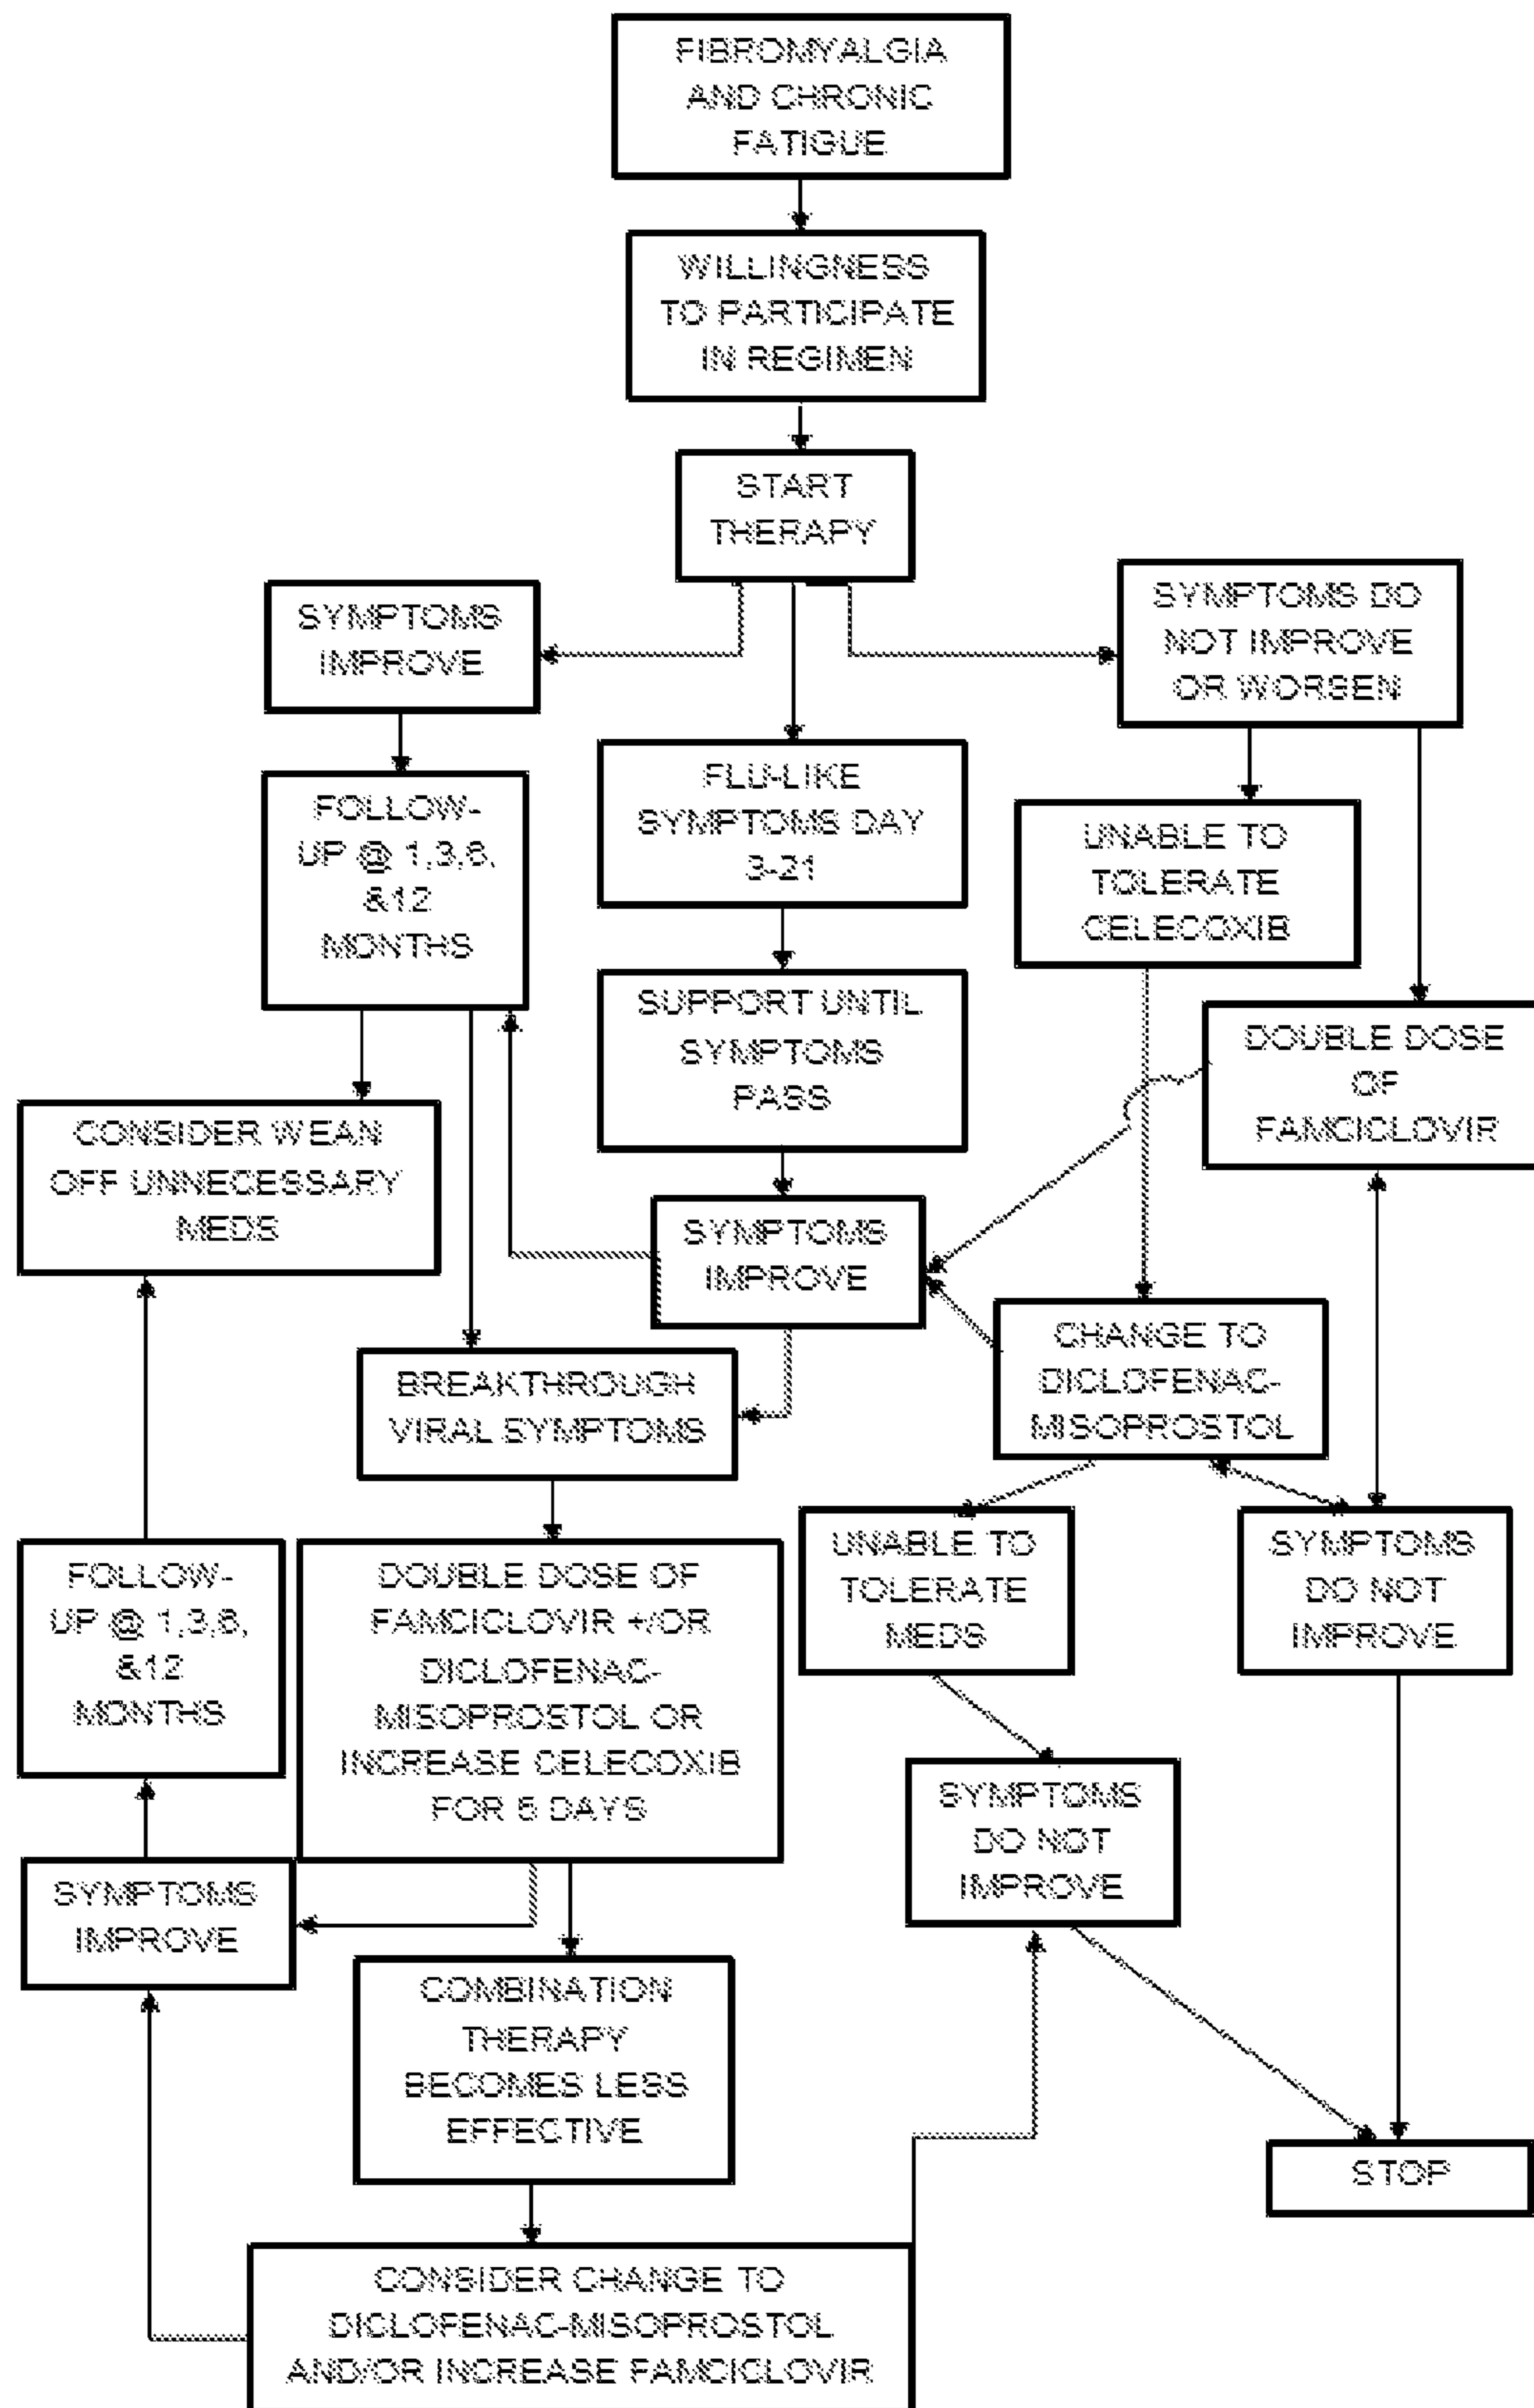 FIBROMYALGIA
AND CHRONIC
FATIGUE
WILLINGNESS
TO PARTICIPATE
IN REGIMEN
START
THERAPY
SYMPTOMS
IMPROVE
SYMPTOMS DO
NOT IMPROVE
OR WORSEN
FOLLOW-
UP @ 1,3,6,
&12
MONTHS
FLU-LIKE
SYMPTOMS DAY
3-21
UNABLE TO
TOLERATE
CELECOXIB
SUPPORT UNTIL
SYMPTOMS
PASS
DOUBLE DOSE
OF
FAMCICLOVIR
CONSIDER WEAN
OFF UNNECESSARY
MEDS
SYMPTOMS
IMPROVE
CHANGE TO
DICLOFENAC-
MISOPROSTOL
BREAKTHROUGH
VIRAL SYMPTOMS
UNABLE TO
TOLERATE
MEDS
SYMPTOMS
DO NOT
IMPROVE
FOLLOW-
UP @ 1,3,6,
&12
MONTHS
DOUBLE DOSE OF
FAMCICLOVIR +/OR
DICLOFENAC-
MISOPROSTOL OR
INCREASE CELECOXIB
FOR DAYS
SYMPTOMS
DO NOT
IMPROVE
SYMPTOMS
IMPROVE
COMBINATION
THERAPY
BECOMES LESS
EFFECTIVE
STOP
CONSIDER CHANGE TO
DICLOFENAC-MISOPROSTOL
AND/OR INCREASE FAMCICLOVIR